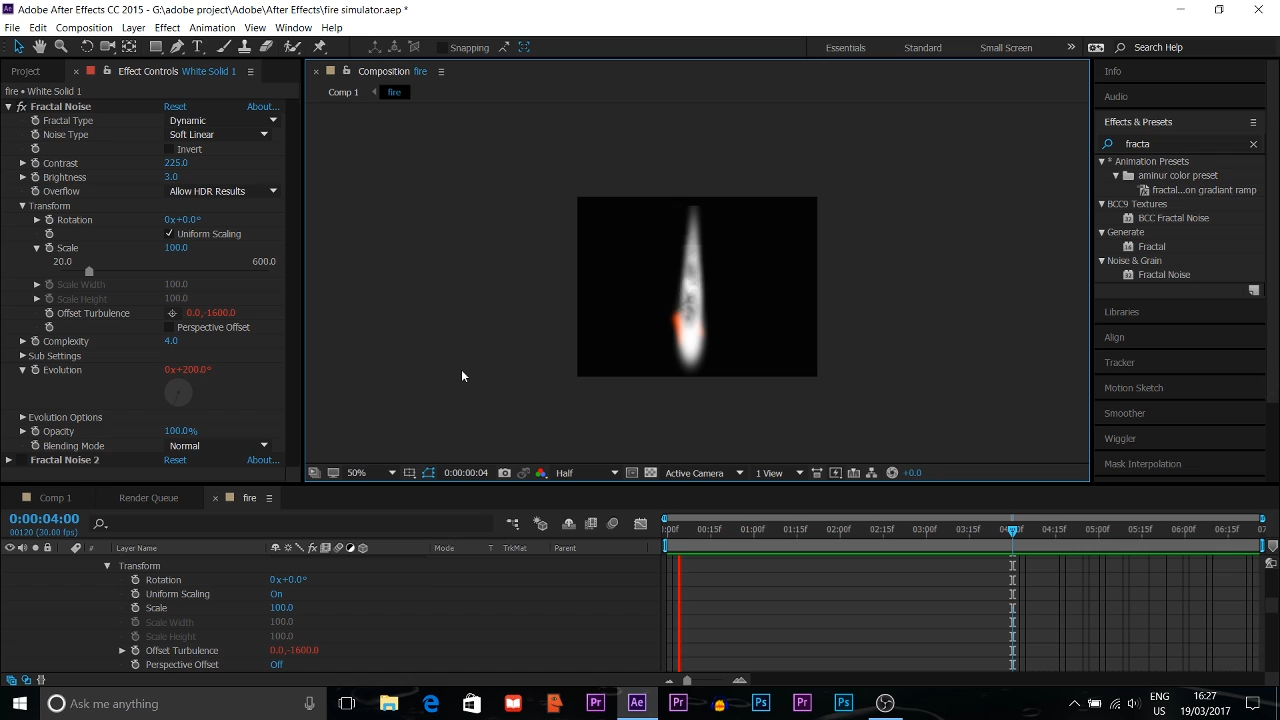 Adobe After Effects CC 2015 - G:\adobe project\Adobe\After Effects\fire simulator.aep *
File Edit Composition Layer Effect Animation View Window Help
Snapping
Essentials Standard Small Screen Search Help
Project
Effect Controls White Solid 1
Composition fire
Info
fire • White Solid 1
Comp 1 fire
Audio
Fractal Noise Reset About...
Fractal Type Dynamic
Effects & Presets
Noise Type Soft Linear
fracta
Invert
Contrast 225.0
* Animation Presets
Brightness 3.0
aminur color preset
Overflow Allow HDR Results
fractal...on gradiant ramp
Transform
BCC9 Textures
Rotation 0x+0.0°
BCC Fractal Noise
Uniform Scaling
Generate
Scale 100.0
Fractal
20.0 600.0
Noise & Grain
Fractal Noise
Scale Width 100.0
Scale Height 100.0
Offset Turbulence 0.0,-1600.0
Libraries
Perspective Offset
Align
Complexity 4.0
Sub Settings
Tracker
Evolution 0x+200.0°
Motion Sketch
Smoother
Evolution Options
Opacity 100.0%
Wiggler
Blending Mode Normal
Mask Interpolation
Fractal Noise 2 Reset About...
50% 0:00:00:04 Half Active Camera 1 View +0.0
Comp 1 Render Queue fire
0:00:04:00
00120 (30.00 fps)
:00f 00:15f 01:00f 01:15f 02:00f 02:15f 03:00f 03:15f 04:00f 04:15f 05:00f 05:15f 06:00f 06:15f 07
# Layer Name Mode T TrkMat Parent
Transform
Rotation 0x+0.0°
Uniform Scaling On
Scale 100.0
Scale Width 100.0
Scale Height 100.0
Offset Turbulence 0.0,-1600.0
Perspective Offset Off
Ask me anything
ENG 16:27
US 19/03/2017